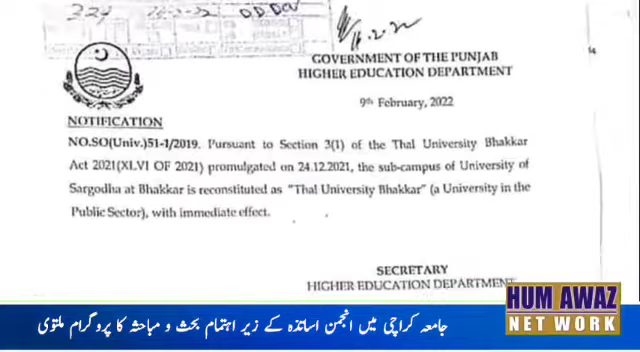 324
D.D.Dev
GOVERNMENT OF THE PUNJAB
HIGHER EDUCATION DEPARTMENT
9th February, 2022
NOTIFICATION
NO.SO(Univ.)51-1/2019. Pursuant to Section 3(1) of the Thal University Bhakkar
Act 2021(XLVI OF 2021) promulgated on 24.12.2021, the sub-campus of University of
Sargodha at Bhakkar is reconstituted as "Thal University Bhakkar" (a University in the
Public Sector), with immediate effect.
SECRETARY
HIGHER EDUCATION DEPARTMENT
HUM AWAZ
NET WORK
جامعہ کراچی میں انجمن اساتذہ کے زیر اہتمام بحث و مباحثہ کا پروگرام ملتوی